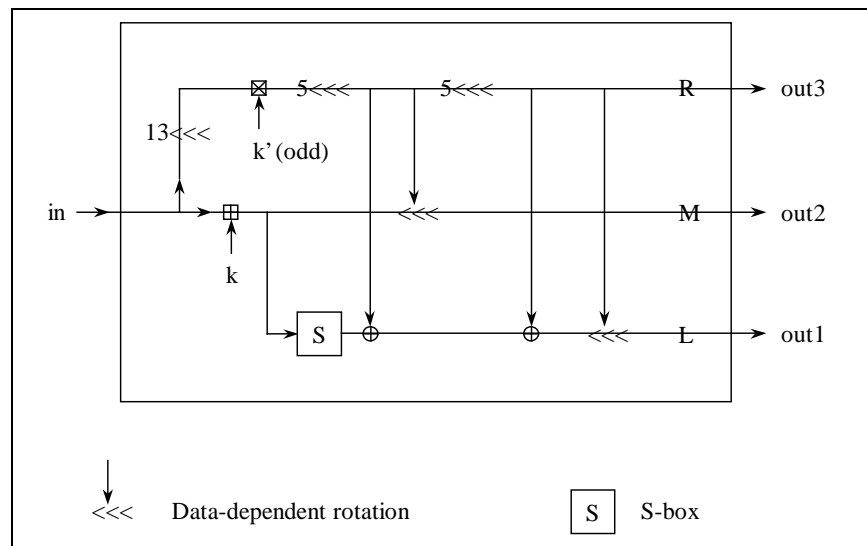 5<<< 5<<< R out3
13<<<
k’(odd)
in <<< M out2
k
S <<< L out1
<<< Data-dependent rotation S S-box